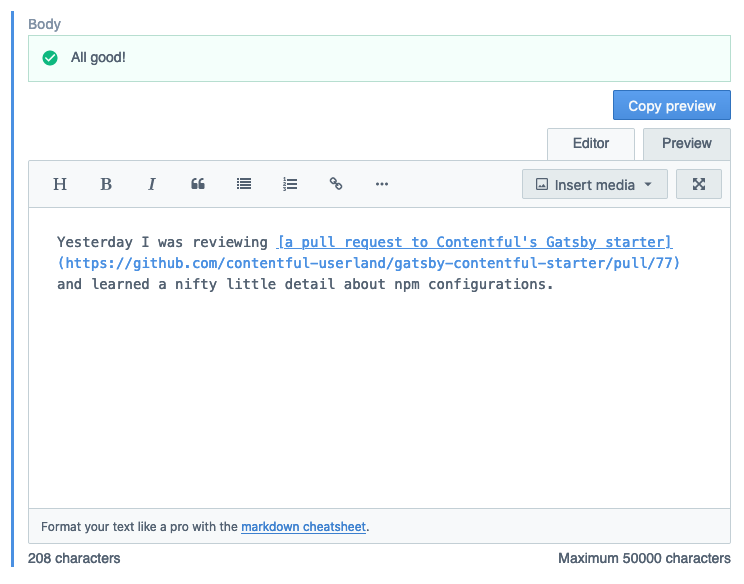 Body
All good!
Copy preview
Editor Preview
H B I Insert media
Yesterday I was reviewing [a pull request to Contentful's Gatsby starter]
(https://github.com/contentful-userland/gatsby-contentful-starter/pull/77)
and learned a nifty little detail about npm configurations.
Format your text like a pro with the markdown cheatsheet.
208 characters Maximum 50000 characters